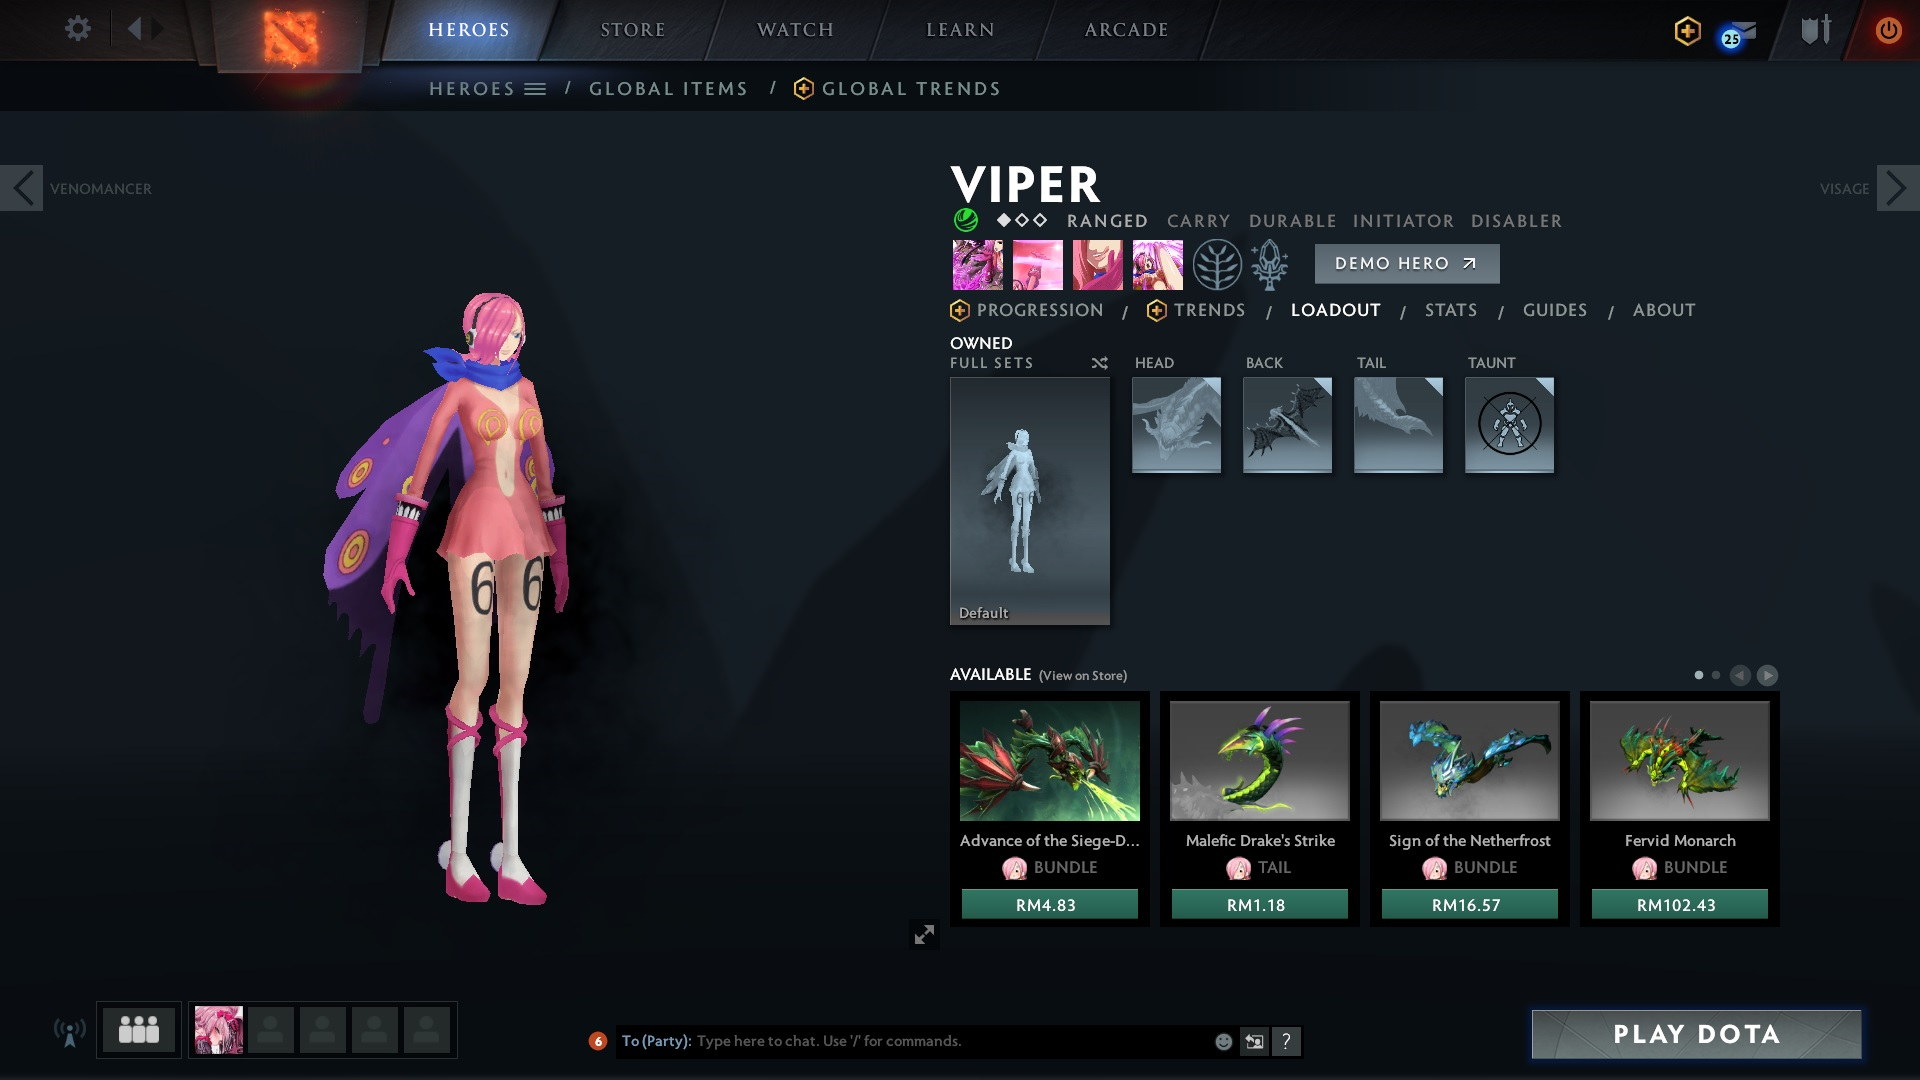 HEROES
STORE
WATCH
LEARN
ARCADE
25
HEROES / GLOBAL ITEMS / GLOBAL TRENDS
VENOMANCER
VISAGE
VIPER
RANGED CARRY DURABLE INITIATOR DISABLER
DEMO HERO
PROGRESSION / TRENDS / LOADOUT / STATS / GUIDES / ABOUT
OWNED
FULL SETS
HEAD
BACK
TAIL
TAUNT
6 6
Default
AVAILABLE (View on Store)
Advance of the Siege-D...
BUNDLE
RM4.83
Malefic Drake's Strike
TAIL
RM1.18
Sign of the Netherfrost
BUNDLE
RM16.57
Fervid Monarch
BUNDLE
RM102.43
6 To (Party): Type here to chat. Use '/' for commands.
?
PLAY DOTA